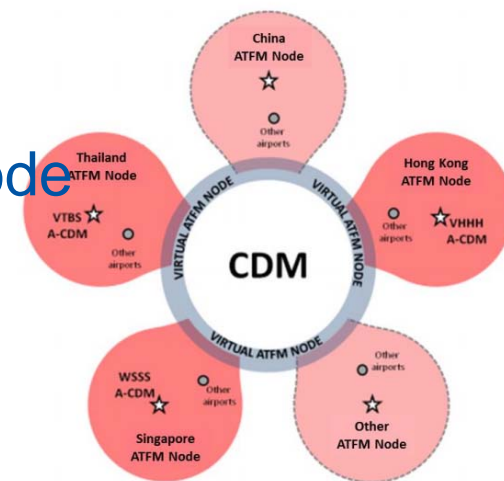 China
ATFM Node
Other
airports
ode
Thailand
ATFM Node
VTBS
A-CDM
Other
airports
Hong Kong
ATFM Node
VHHH
A-CDM
Other
airports
VIRTUAL ATFM NODE
VIRTUAL ATFM NODE
CDM
VIRTUAL ATFM NODE
WSSS
A-CDM
Other
airports
Singapore
ATFM Node
Other
airports
Other
ATFM Node